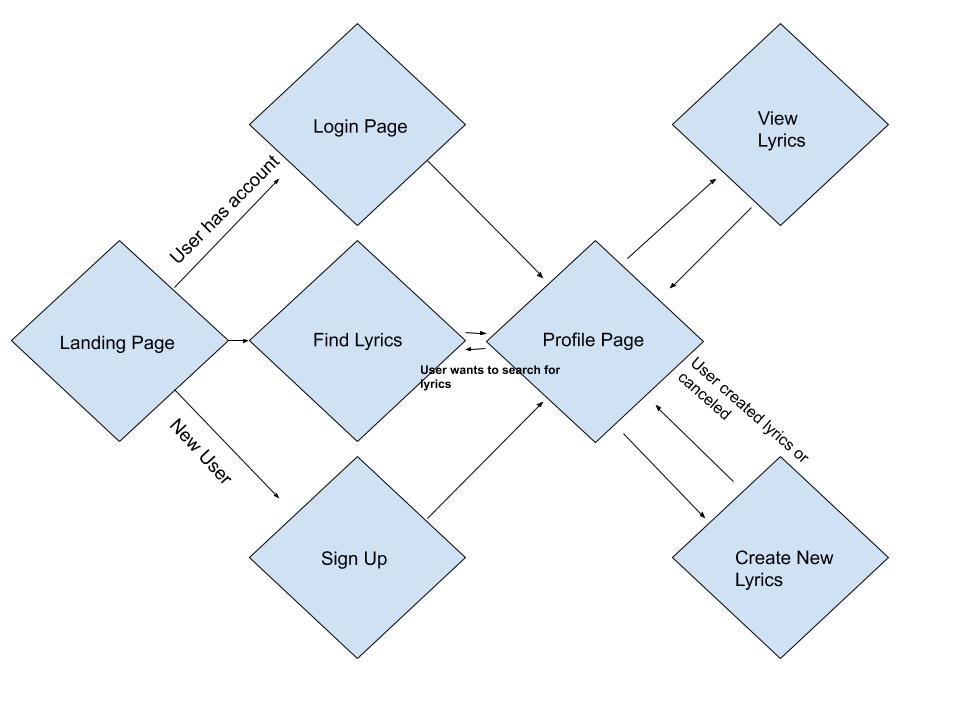 Login Page
View
Lyrics
User has account
Landing Page
Find Lyrics
Profile Page
User wants to search for
lyrics
User created lyrics or
canceled
New User
Sign Up
Create New
Lyrics